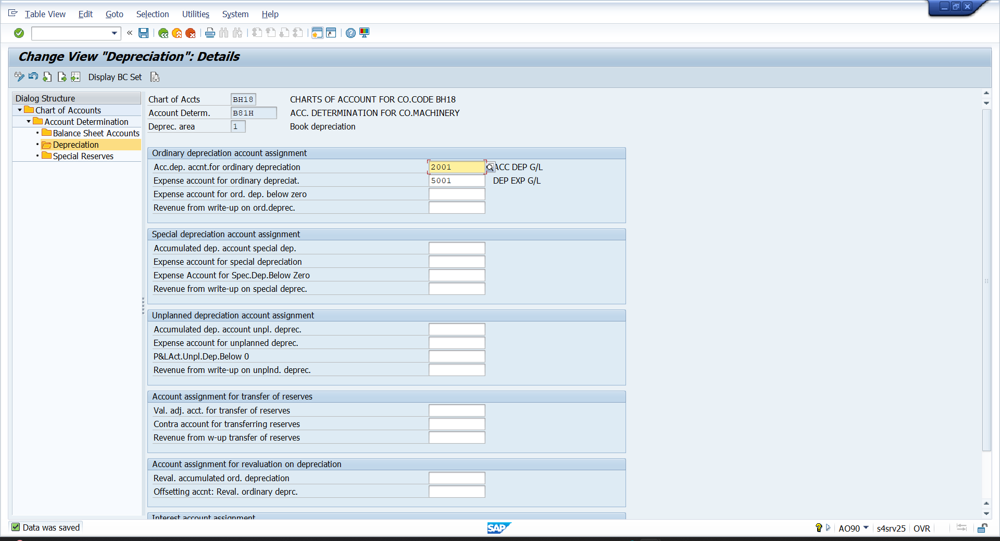 Table View Edit Goto Selection Utilities System Help
Change View "Depreciation": Details
Display BC Set
Dialog Structure
Chart of Accounts
Account Determination
Balance Sheet Accounts
Depreciation
Special Reserves
Chart of Accts BH18 CHARTS OF ACCOUNT FOR CO.CODE BH18
Account Determ. B81H ACC. DETERMINATION FOR CO.MACHINERY
Deprec. area 1 Book depreciation
Ordinary depreciation account assignment
Acc.dep. accnt.for ordinary depreciation 2001 ACC DEP G/L
Expense account for ordinary depreciat. 5001 DEP EXP G/L
Expense account for ord. dep. below zero
Revenue from write-up on ord.deprec.
Special depreciation account assignment
Accumulated dep. account special dep.
Expense account for special depreciation
Expense Account for Spec.Dep.Below Zero
Revenue from write-up on special deprec.
Unplanned depreciation account assignment
Accumulated dep. account unpl. deprec.
Expense account for unplanned deprec.
P&LAct.Unpl.Dep.Below 0
Revenue from write-up on unplnd. deprec.
Account assignment for transfer of reserves
Val. adj. acct. for transfer of reserves
Contra account for transferring reserves
Revenue from w-up transfer of reserves
Account assignment for revaluation on depreciation
Reval. accumulated ord. depreciation
Offsetting accnt: Reval. ordinary deprc.
Interest account assignment
Data was saved
SAP
AO90 s4srv25 OVR